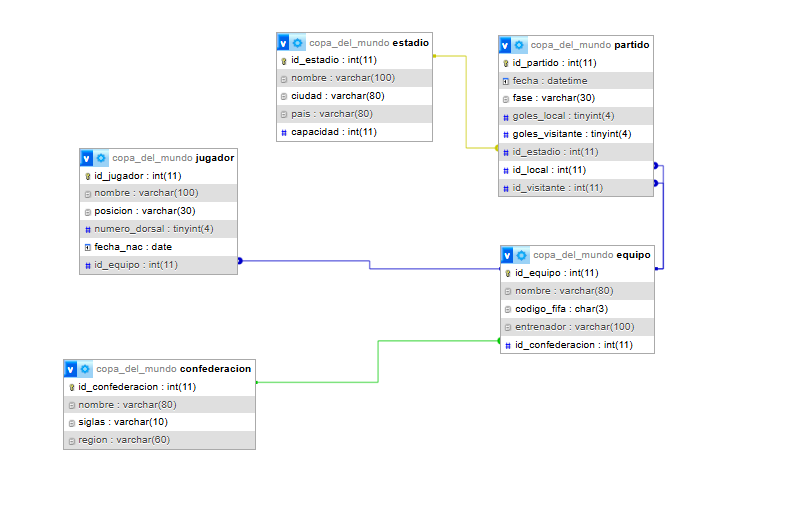 copa_del_mundo estadio
id_estadio : int(11)
nombre : varchar(100)
ciudad : varchar(80)
pais : varchar(80)
capacidad : int(11)
copa_del_mundo partido
id_partido : int(11)
fecha : datetime
fase : varchar(30)
goles_local : tinyint(4)
goles_visitante : tinyint(4)
id_estadio : int(11)
id_local : int(11)
id_visitante : int(11)
copa_del_mundo jugador
id_jugador : int(11)
nombre : varchar(100)
posicion : varchar(30)
numero_dorsal : tinyint(4)
fecha_nac : date
id_equipo : int(11)
copa_del_mundo equipo
id_equipo : int(11)
nombre : varchar(80)
codigo_fifa : char(3)
entrenador : varchar(100)
id_confederacion : int(11)
copa_del_mundo confederacion
id_confederacion : int(11)
nombre : varchar(80)
siglas : varchar(10)
region : varchar(60)